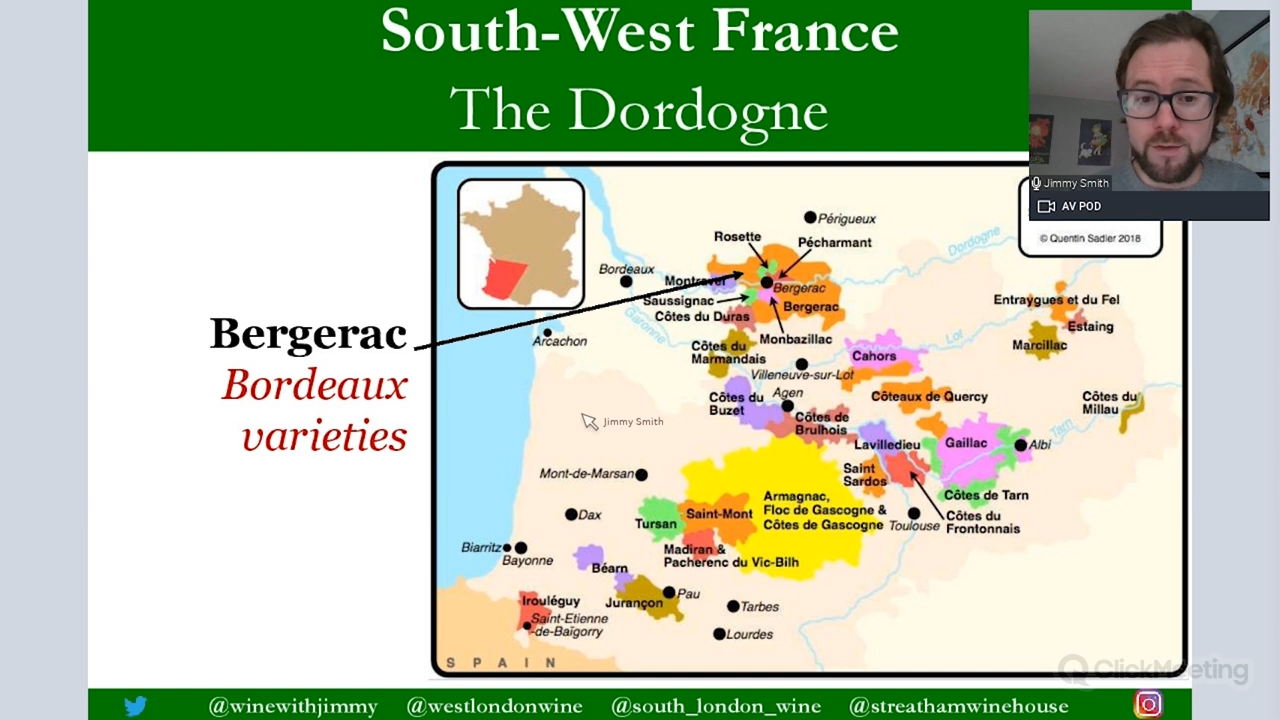 South-West France
The Dordogne
Jimmy Smith
AV POD
© Quentin Sadler 2018
Périgueux
Rosette
Pécharmant
Dordogne
Bordeaux
Montravel
Bergerac
Saussignac
Bergerac
Côtes du Duras
Garonne
Entraygues et du Fel
Estaing
Bergerac
Bordeaux
varieties
Arcachon
Monbazillac
Côtes du
Marmandais
Cahors
Lot
Marcillac
Villeneuve-sur-Lot
Agen
Côtes du
Buzet
Côteaux de Quercy
Côtes du
Millau
Jimmy Smith
Côtes de
Brulhois
Lavilledieu
Gaillac
Albi
Tarn
Mont-de-Marsan
Saint
Sardos
Armagnac,
Floc de Gascogne &
Côtes de Gascogne
Côtes de Tarn
Dax
Tursan
Saint-Mont
Toulouse
Côtes du
Frontonnais
Biarritz
Bayonne
Madiran &
Pacherenc du Vic-Bilh
Béarn
Irouléguy
Jurançon
Pau
Tarbes
Saint-Etienne
-de-Baïgorry
Lourdes
SPAIN
ClickMeeting
@winewithjimmy @westlondonwine @south_london_wine @streathamwinehouse